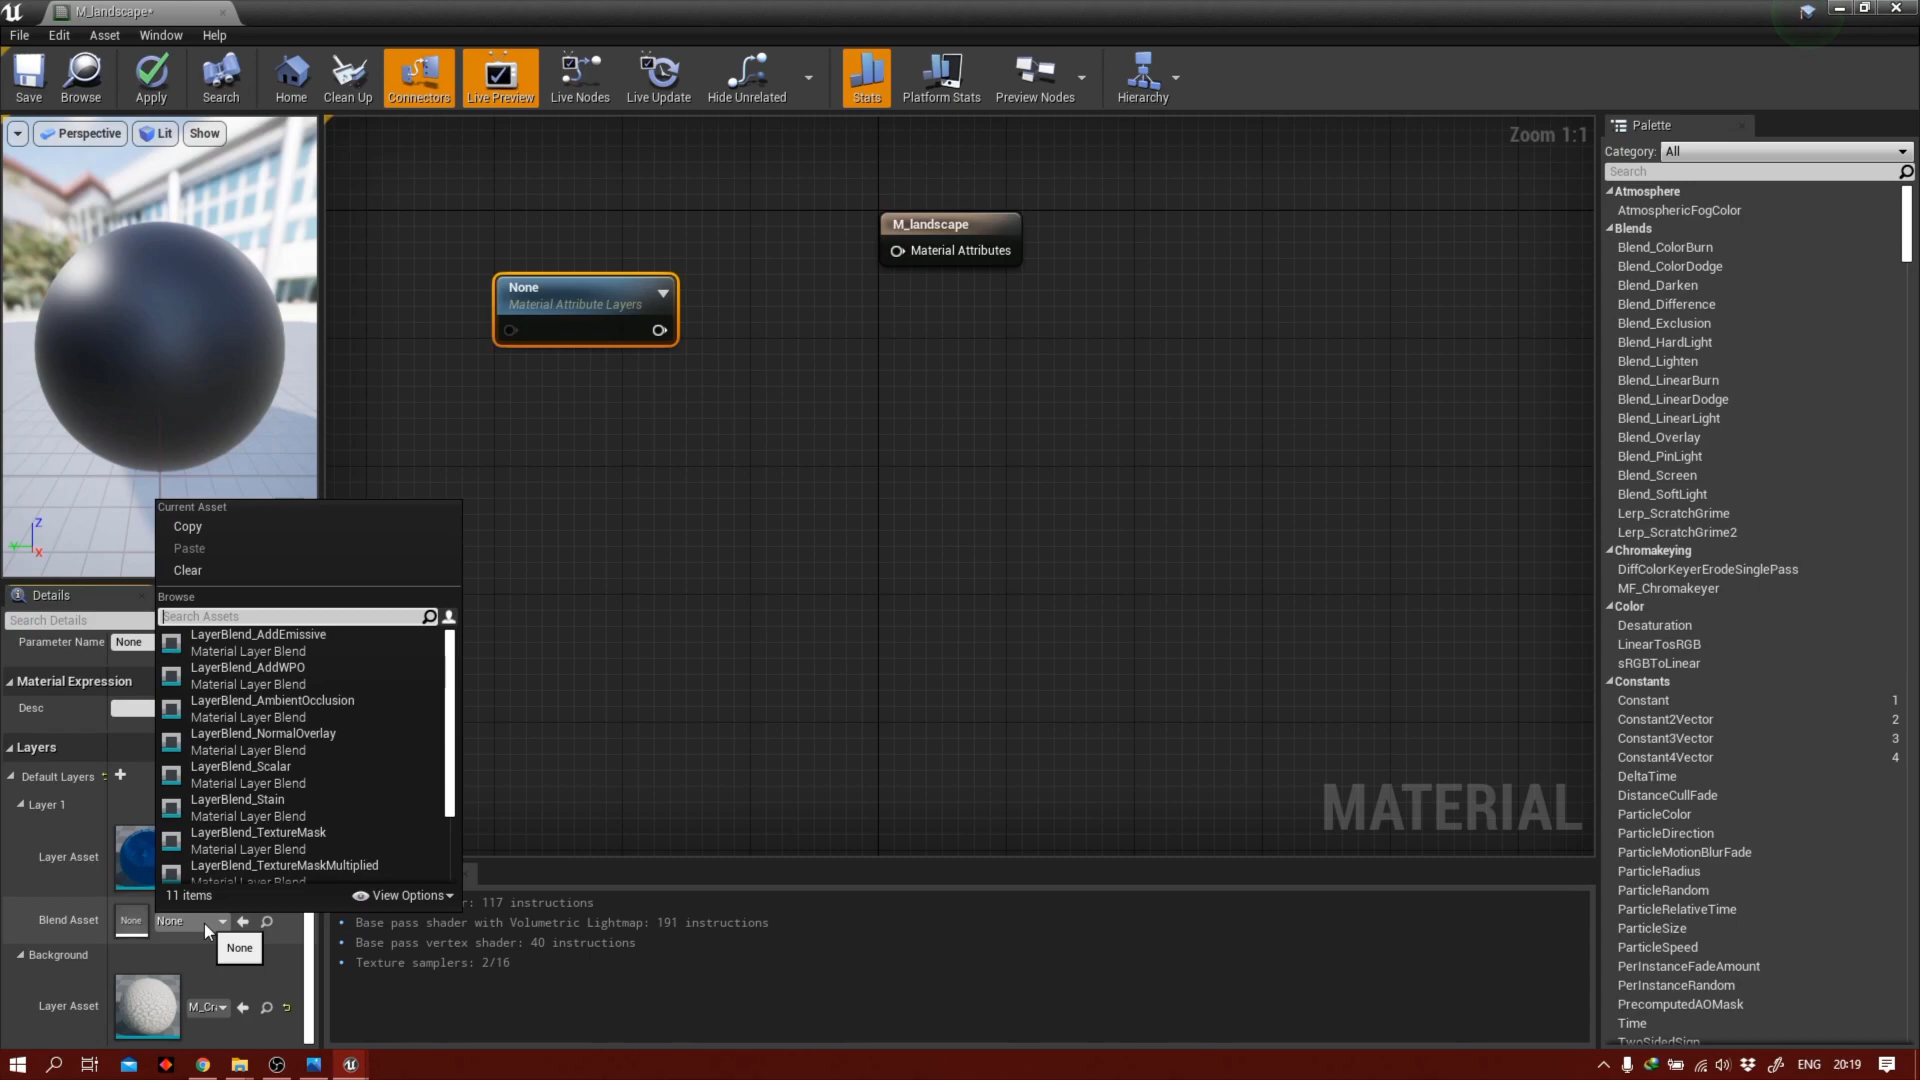 M_landscape*
File Edit Asset Window Help
Save Browse Apply Search Home Clean Up Connectors Live Preview Live Nodes Live Update Hide Unrelated Stats Platform Stats Preview Nodes Hierarchy
Perspective Lit Show
Zoom 1:1
M_landscape
Material Attributes
None
Material Attribute Layers
MATERIAL
Z
X
Current Asset
Copy
Paste
Clear
Browse
Search Assets
LayerBlend_AddEmissive
Material Layer Blend
LayerBlend_AddWPO
Material Layer Blend
LayerBlend_AmbientOcclusion
Material Layer Blend
LayerBlend_NormalOverlay
Material Layer Blend
LayerBlend_Scalar
Material Layer Blend
LayerBlend_Stain
Material Layer Blend
LayerBlend_TextureMask
Material Layer Blend
LayerBlend_TextureMaskMultiplied
Material Layer Blend
11 items View Options
Details
Search Details
Parameter Name None
Material Expression
Desc
Layers
Default Layers
Layer 1
Layer Asset
Blend Asset None None
None
Background
Layer Asset M_Cri
117 instructions
Base pass shader with Volumetric Lightmap: 191 instructions
Base pass vertex shader: 40 instructions
Texture samplers: 2/16
Palette
Category: All
Search
Atmosphere
AtmosphericFogColor
Blends
Blend_ColorBurn
Blend_ColorDodge
Blend_Darken
Blend_Difference
Blend_Exclusion
Blend_HardLight
Blend_Lighten
Blend_LinearBurn
Blend_LinearDodge
Blend_LinearLight
Blend_Overlay
Blend_PinLight
Blend_Screen
Blend_SoftLight
Lerp_ScratchGrime
Lerp_ScratchGrime2
Chromakeying
DiffColorKeyerErodeSinglePass
MF_Chromakeyer
Color
Desaturation
LinearTosRGB
sRGBToLinear
Constants
Constant 1
Constant2Vector 2
Constant3Vector 3
Constant4Vector 4
DeltaTime
DistanceCullFade
ParticleColor
ParticleDirection
ParticleMotionBlurFade
ParticleRadius
ParticleRandom
ParticleRelativeTime
ParticleSize
ParticleSpeed
PerInstanceFadeAmount
PerInstanceRandom
PrecomputedAOMask
Time
TwoSidedSign
ENG 20:19